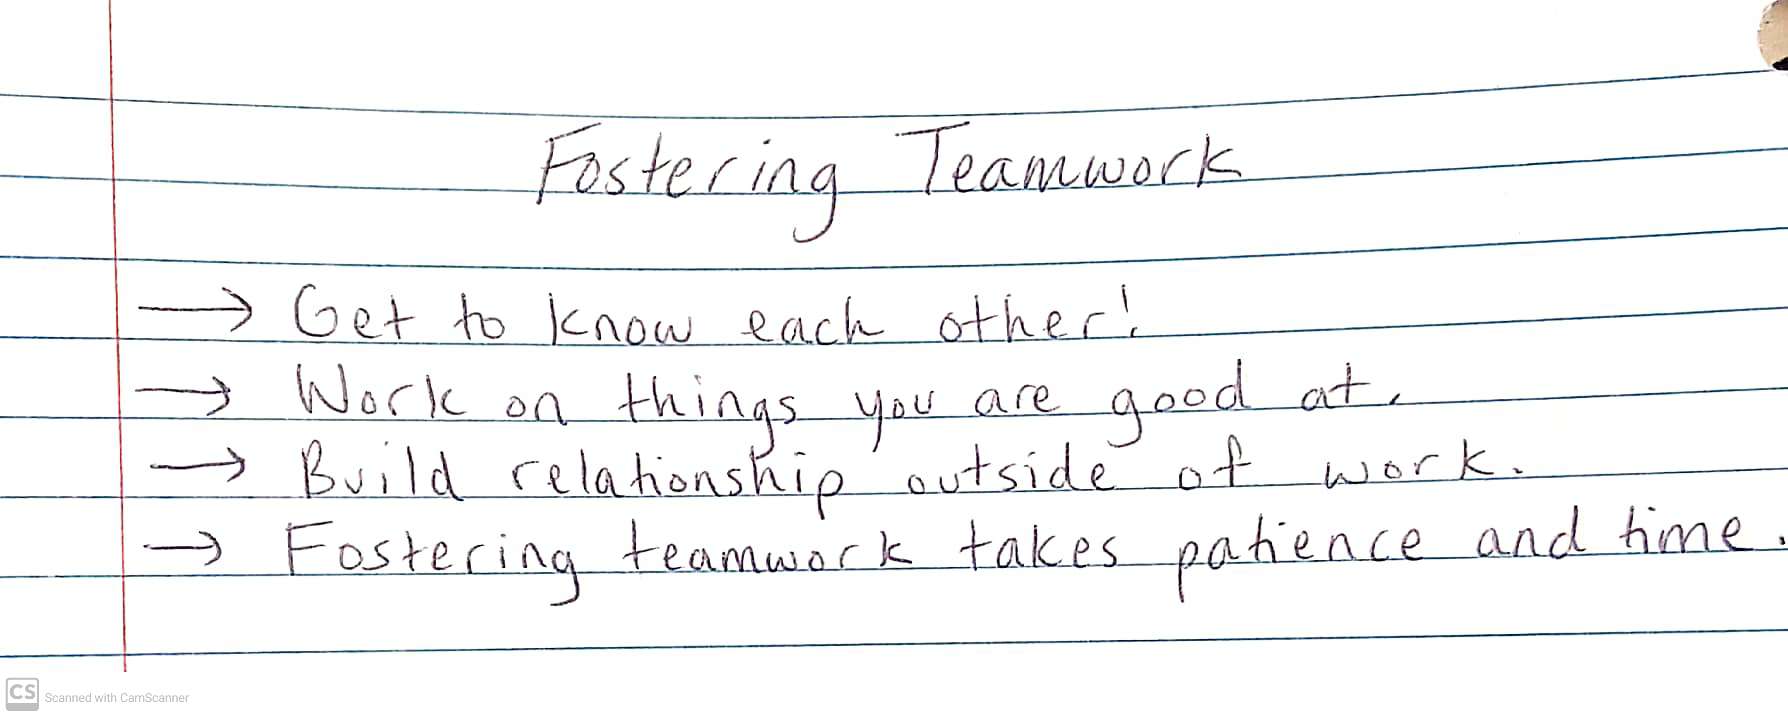 Fostering Teamwork
→ Get to know each other!
→ Work on things you are good at.
→ Build relationship outside of work.
→ Fostering teamwork takes patience and time.
CS Scanned with CamScanner